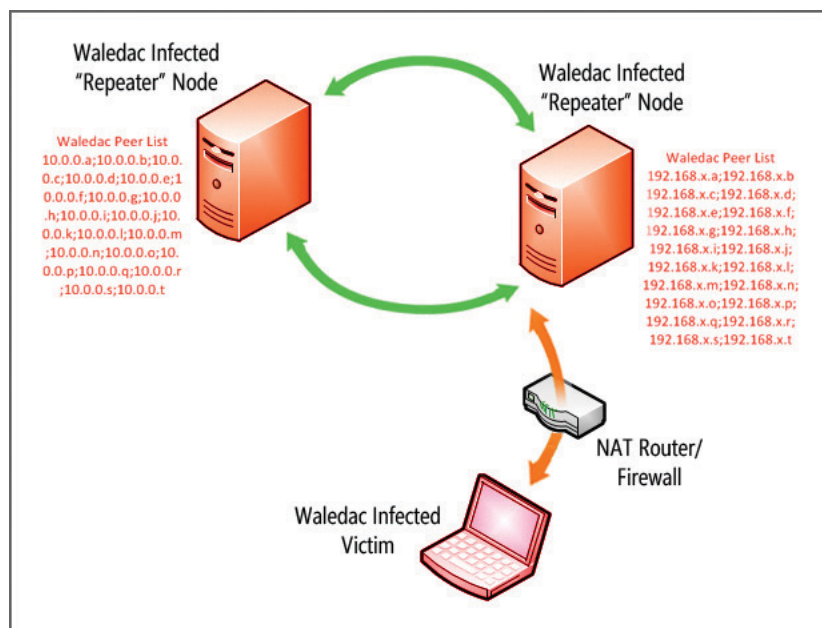 Waledac Infected
"Repeater" Node
Waledac Peer List
10.0.0.a;10.0.0.b;10.0.
0.c;10.0.0.d;10.0.0.e;1
0.0.0.f;10.0.0.g;10.0.0
.h;10.0.0.i;10.0.0.j;10.
0.0.k;10.0.0.l;10.0.0.m
;10.0.0.n;10.0.0.o;10.
0.0.p;10.0.0.q;10.0.0.r
;10.0.0.s;10.0.0.t
Waledac Infected
"Repeater" Node
Waledac Peer List
192.168.x.a;192.168.x.b
192.168.x.c;192.168.x.d;
192.168.x.e;192.168.x.f;
192.168.x.g;192.168.x.h;
192.168.x.i;192.168.x.j;
192.168.x.k;192.168.x.l;
192.168.x.m;192.168.x.n;
192.168.x.o;192.168.x.p;
192.168.x.q;192.168.x.r;
192.168.x.s;192.168.x.t
NAT Router/
Firewall
Waledac Infected
Victim